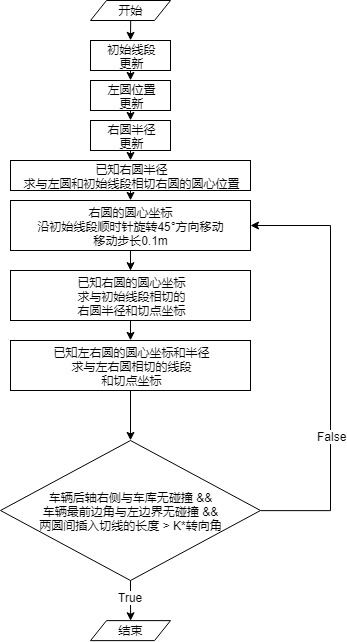 开始
初始线段
更新
左圆位置
更新
右圆半径
更新
已知右圆半径
求与左圆和初始线段相切右圆的圆心位置
右圆的圆心坐标
沿初始线段顺时针旋转45°方向移动
移动步长0.1m
已知右圆的圆心坐标
求与初始线段相切的
右圆半径和切点坐标
已知左右圆的圆心坐标和半径
求与左右圆相切的线段
和切点坐标
False
车辆后轴右侧与车库无碰撞 &&
车辆最前边角与左边界无碰撞 &&
两圆间插入切线的长度 > K*转向角
True
结束